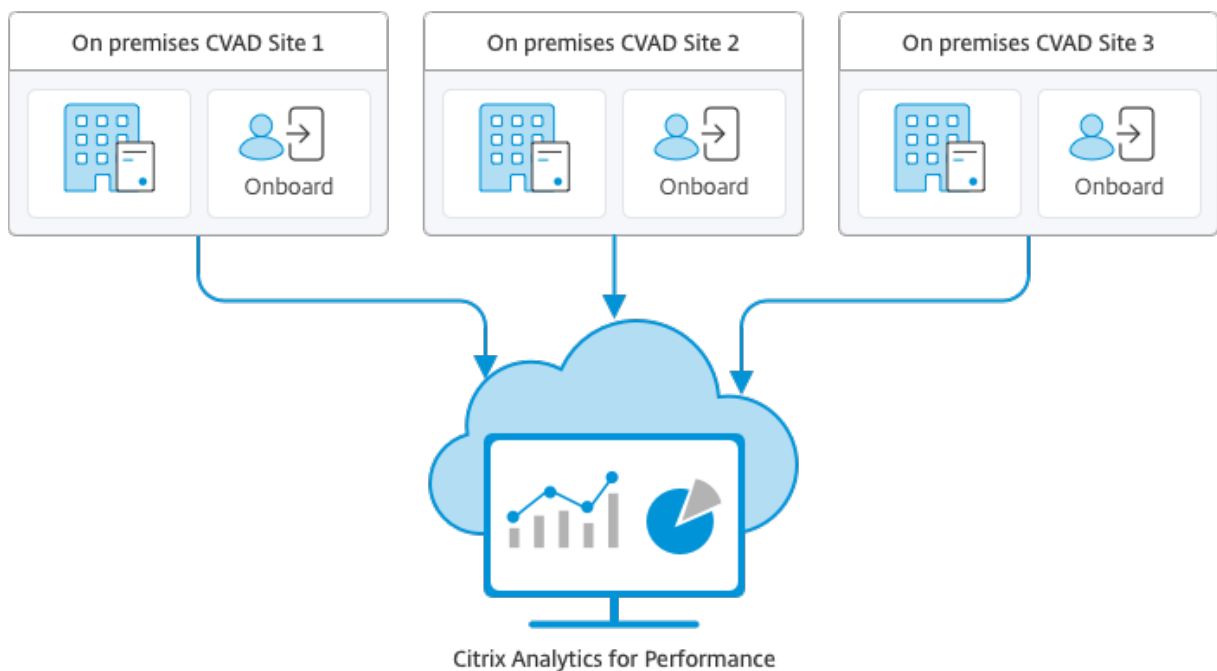 On premises CVAD Site 1
On premises CVAD Site 2
On premises CVAD Site 3
Onboard
Onboard
Onboard
Citrix Analytics for Performance